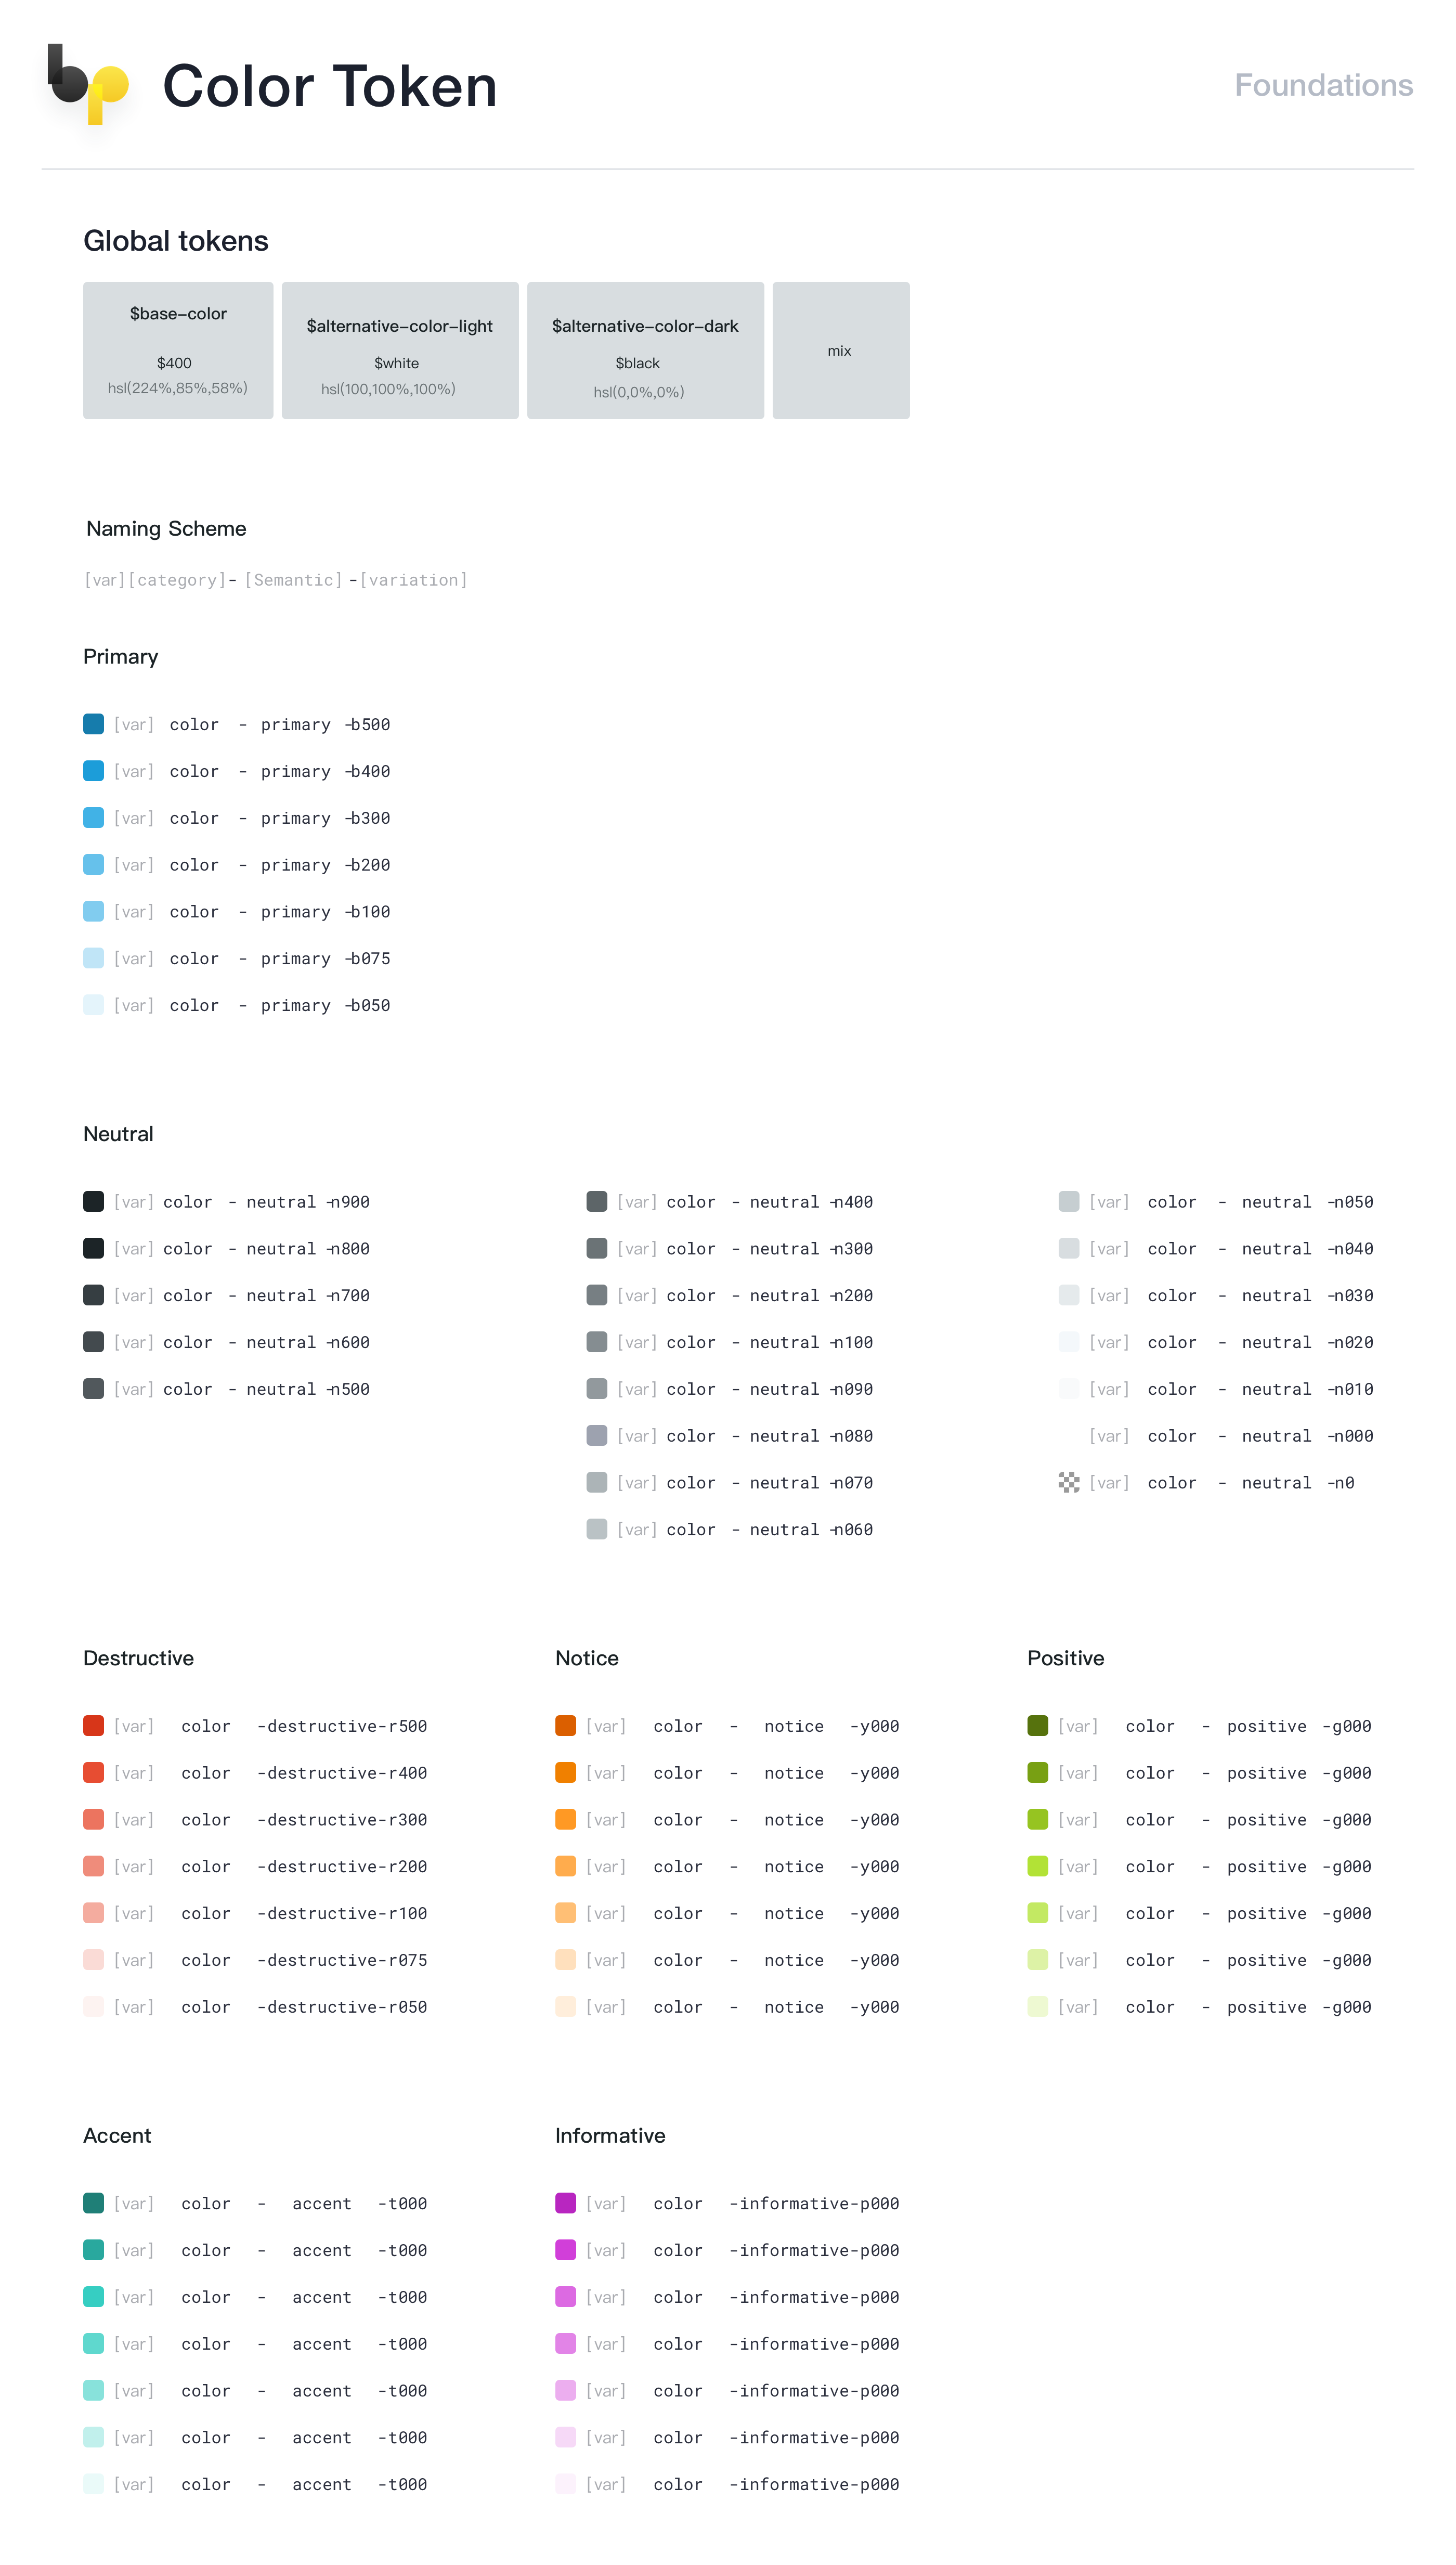 bp
Color Token
Foundations
Global tokens
$base-color
$400
hsl(224%,85%,58%)
$alternative-color-light
$white
hsl(100,100%,100%)
$alternative-color-dark
$black
hsl(0,0%,0%)
mix
Naming Scheme
[var][category]- [Semantic] -[variation]
Primary
[var] color - primary -b500
[var] color - primary -b400
[var] color - primary -b300
[var] color - primary -b200
[var] color - primary -b100
[var] color - primary -b075
[var] color - primary -b050
Neutral
[var] color - neutral -n900
[var] color - neutral -n800
[var] color - neutral -n700
[var] color - neutral -n600
[var] color - neutral -n500
[var] color - neutral -n400
[var] color - neutral -n300
[var] color - neutral -n200
[var] color - neutral -n100
[var] color - neutral -n090
[var] color - neutral -n080
[var] color - neutral -n070
[var] color - neutral -n060
[var] color - neutral -n050
[var] color - neutral -n040
[var] color - neutral -n030
[var] color - neutral -n020
[var] color - neutral -n010
[var] color - neutral -n000
[var] color - neutral -n0
Destructive
[var] color -destructive-r500
[var] color -destructive-r400
[var] color -destructive-r300
[var] color -destructive-r200
[var] color -destructive-r100
[var] color -destructive-r075
[var] color -destructive-r050
Notice
[var] color - notice -y000
[var] color - notice -y000
[var] color - notice -y000
[var] color - notice -y000
[var] color - notice -y000
[var] color - notice -y000
[var] color - notice -y000
Positive
[var] color - positive -g000
[var] color - positive -g000
[var] color - positive -g000
[var] color - positive -g000
[var] color - positive -g000
[var] color - positive -g000
[var] color - positive -g000
Accent
[var] color - accent -t000
[var] color - accent -t000
[var] color - accent -t000
[var] color - accent -t000
[var] color - accent -t000
[var] color - accent -t000
[var] color - accent -t000
Informative
[var] color -informative-p000
[var] color -informative-p000
[var] color -informative-p000
[var] color -informative-p000
[var] color -informative-p000
[var] color -informative-p000
[var] color -informative-p000